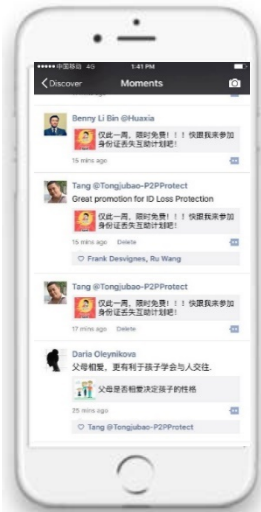 中国移动 4G 1:41 PM
Discover Moments
Benny Li Bin @Huaxia
仅此一周，限时免费！！！快跟我来参加
身份证丢失互助计划吧！
15 mins ago
Tang @Tongjubao-P2PProtect
Great promotion for ID Loss Protection
仅此一周，限时免费！！！快跟我来参加
身份证丢失互助计划吧！
15 mins ago Delete
Frank Desvignes, Ru Wang
Tang @Tongjubao-P2PProtect
仅此一周，限时免费！！！快跟我来参加
身份证丢失互助计划吧！
17 mins ago Delete
Daria Oleynikova
父母相爱，更有利于孩子学会与人交往.
父母是否相爱决定孩子的性格
25 mins ago
Tang @Tongjubao-P2PProtect